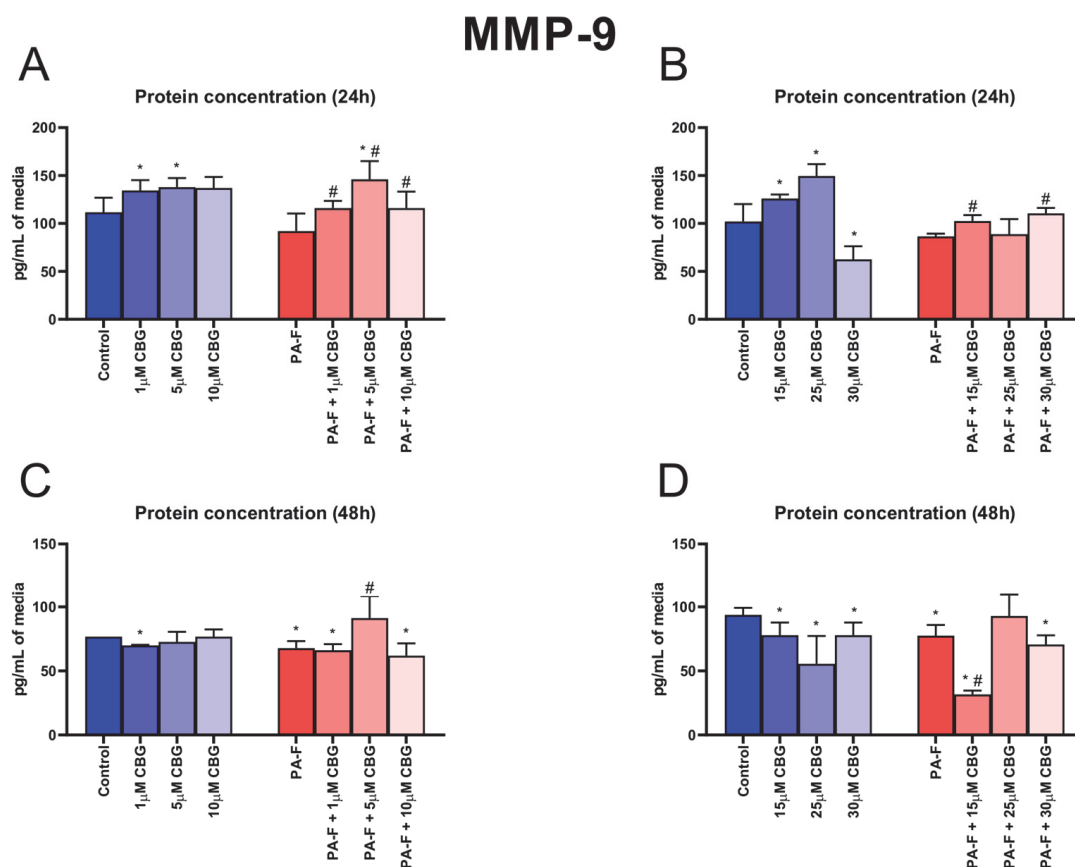 MMP-9
A
Protein concentration (24h)
pg/mL of media
200
150
100
50
0
* * # * # #
Control
1µM CBG
5µM CBG
10µM CBG
PA-F
PA-F + 1µM CBG
PA-F + 5µM CBG
PA-F + 10µM CBG
B
Protein concentration (24h)
pg/mL of media
200
150
100
50
0
* * * # #
Control
15µM CBG
25µM CBG
30µM CBG
PA-F
PA-F + 15µM CBG
PA-F + 25µM CBG
PA-F + 30µM CBG
C
Protein concentration (48h)
pg/mL of media
150
100
50
0
* * * # *
Control
1µM CBG
5µM CBG
10µM CBG
PA-F
PA-F + 1µM CBG
PA-F + 5µM CBG
PA-F + 10µM CBG
D
Protein concentration (48h)
pg/mL of media
150
100
50
0
* * * * * # *
Control
15µM CBG
25µM CBG
30µM CBG
PA-F
PA-F + 15µM CBG
PA-F + 25µM CBG
PA-F + 30µM CBG